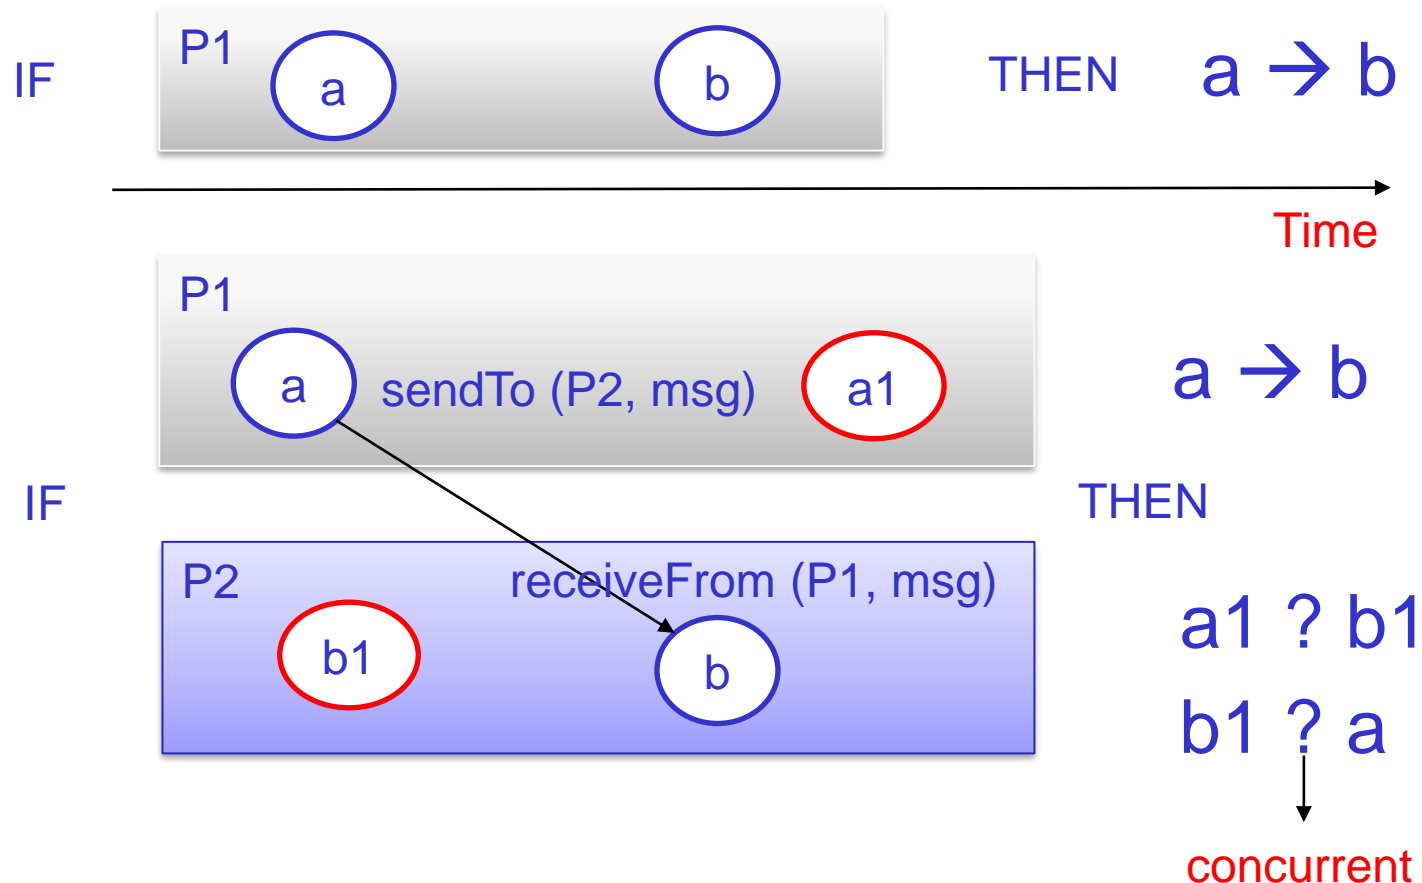 P1
IF a b THEN a → b
Time
P1
a sendTo (P2, msg) a1 a → b
IF THEN
P2 receiveFrom (P1, msg)
b1 b a1 ? b1
b1 ? a
concurrent